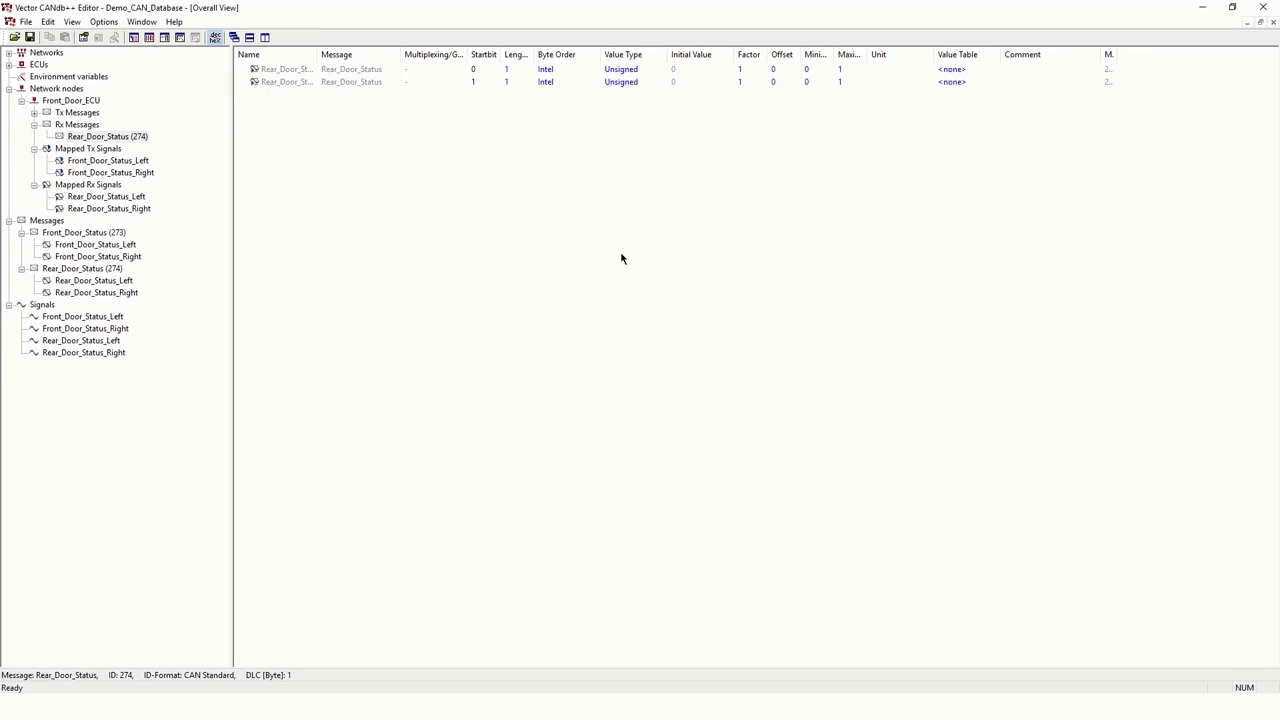 Vector CANdb++ Editor - Demo_CAN_Database - [Overall View]
File Edit View Options Window Help
Networks
ECUs
Environment variables
Network nodes
Front_Door_ECU
Tx Messages
Rx Messages
Rear_Door_Status (274)
Mapped Tx Signals
Front_Door_Status_Left
Front_Door_Status_Right
Mapped Rx Signals
Rear_Door_Status_Left
Rear_Door_Status_Right
Messages
Front_Door_Status (273)
Front_Door_Status_Left
Front_Door_Status_Right
Rear_Door_Status (274)
Rear_Door_Status_Left
Rear_Door_Status_Right
Signals
Front_Door_Status_Left
Front_Door_Status_Right
Rear_Door_Status_Left
Rear_Door_Status_Right
Name Message Multiplexing/G... Startbit Leng... Byte Order Value Type Initial Value Factor Offset Mini... Maxi... Unit Value Table Comment M.
Rear_Door_St... Rear_Door_Status - 0 1 Intel Unsigned 0 1 0 0 1 <none> 2..
Rear_Door_St... Rear_Door_Status - 1 1 Intel Unsigned 0 1 0 0 1 <none> 2..
Message: Rear_Door_Status, ID: 274, ID-Format: CAN Standard, DLC [Byte]: 1
Ready NUM